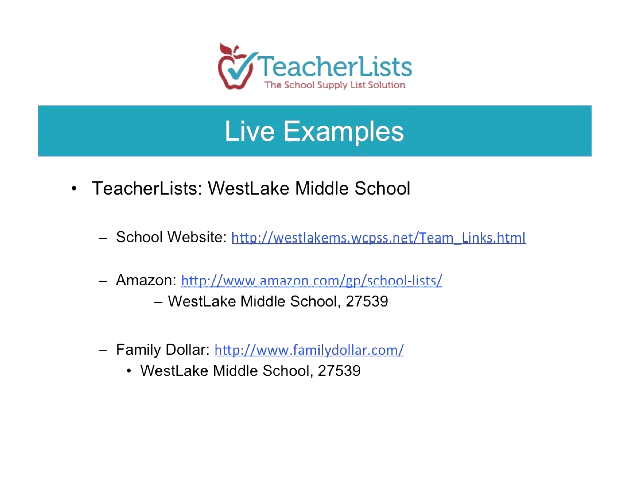 TeacherLists
The School Supply List Solution
Live Examples
• TeacherLists: WestLake Middle School
– School Website: http://westlakems.wcpss.net/Team_Links.html
– Amazon: http://www.amazon.com/gp/school-lists/
– WestLake Middle School, 27539
– Family Dollar: http://www.familydollar.com/
• WestLake Middle School, 27539